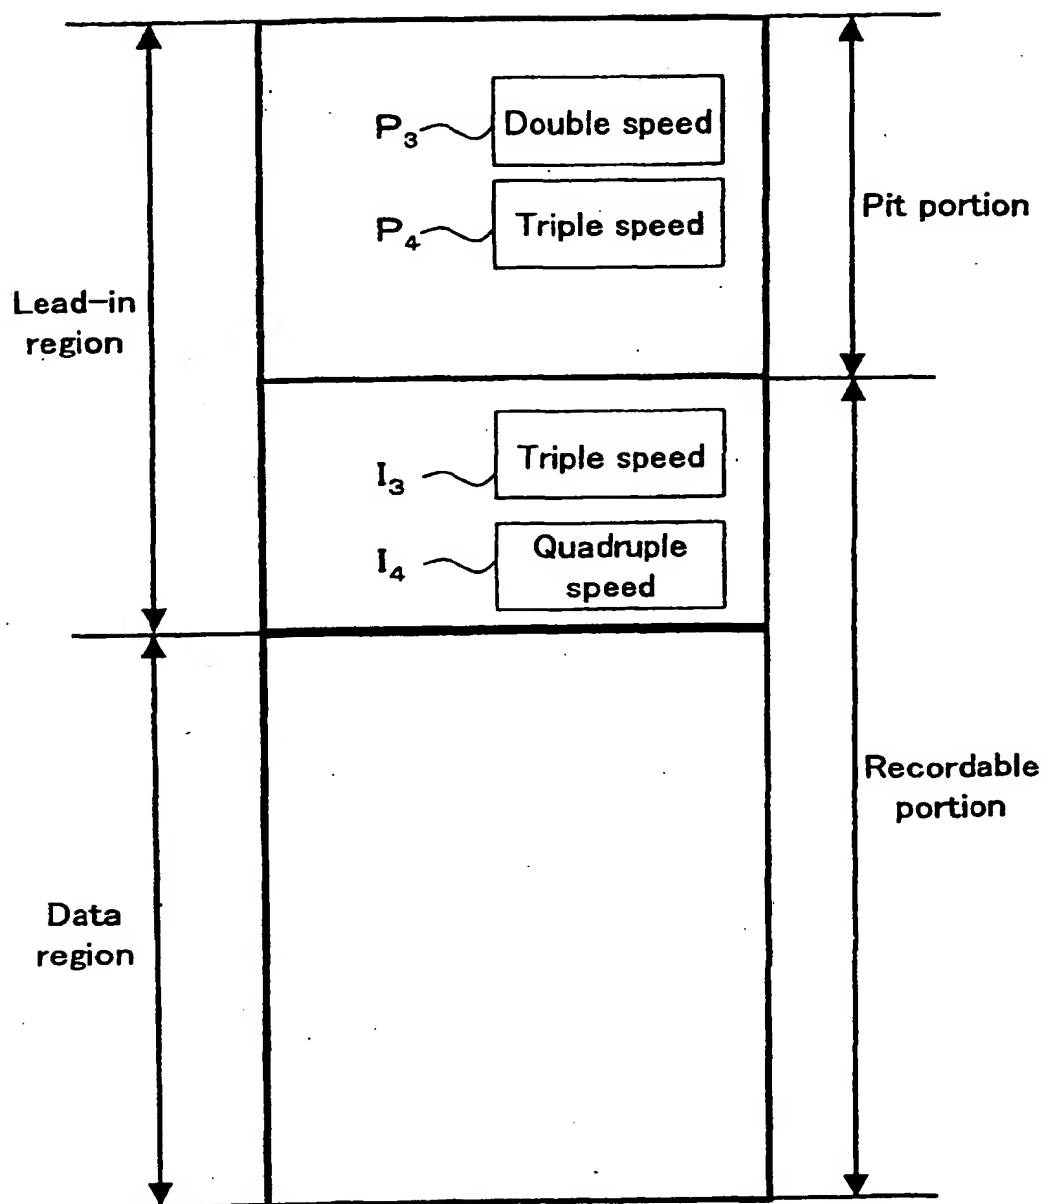 P3
Double speed
P4
Triple speed
Pit portion
Lead-in
region
I3
Triple speed
I4
Quadruple
speed
Recordable
portion
Data
region